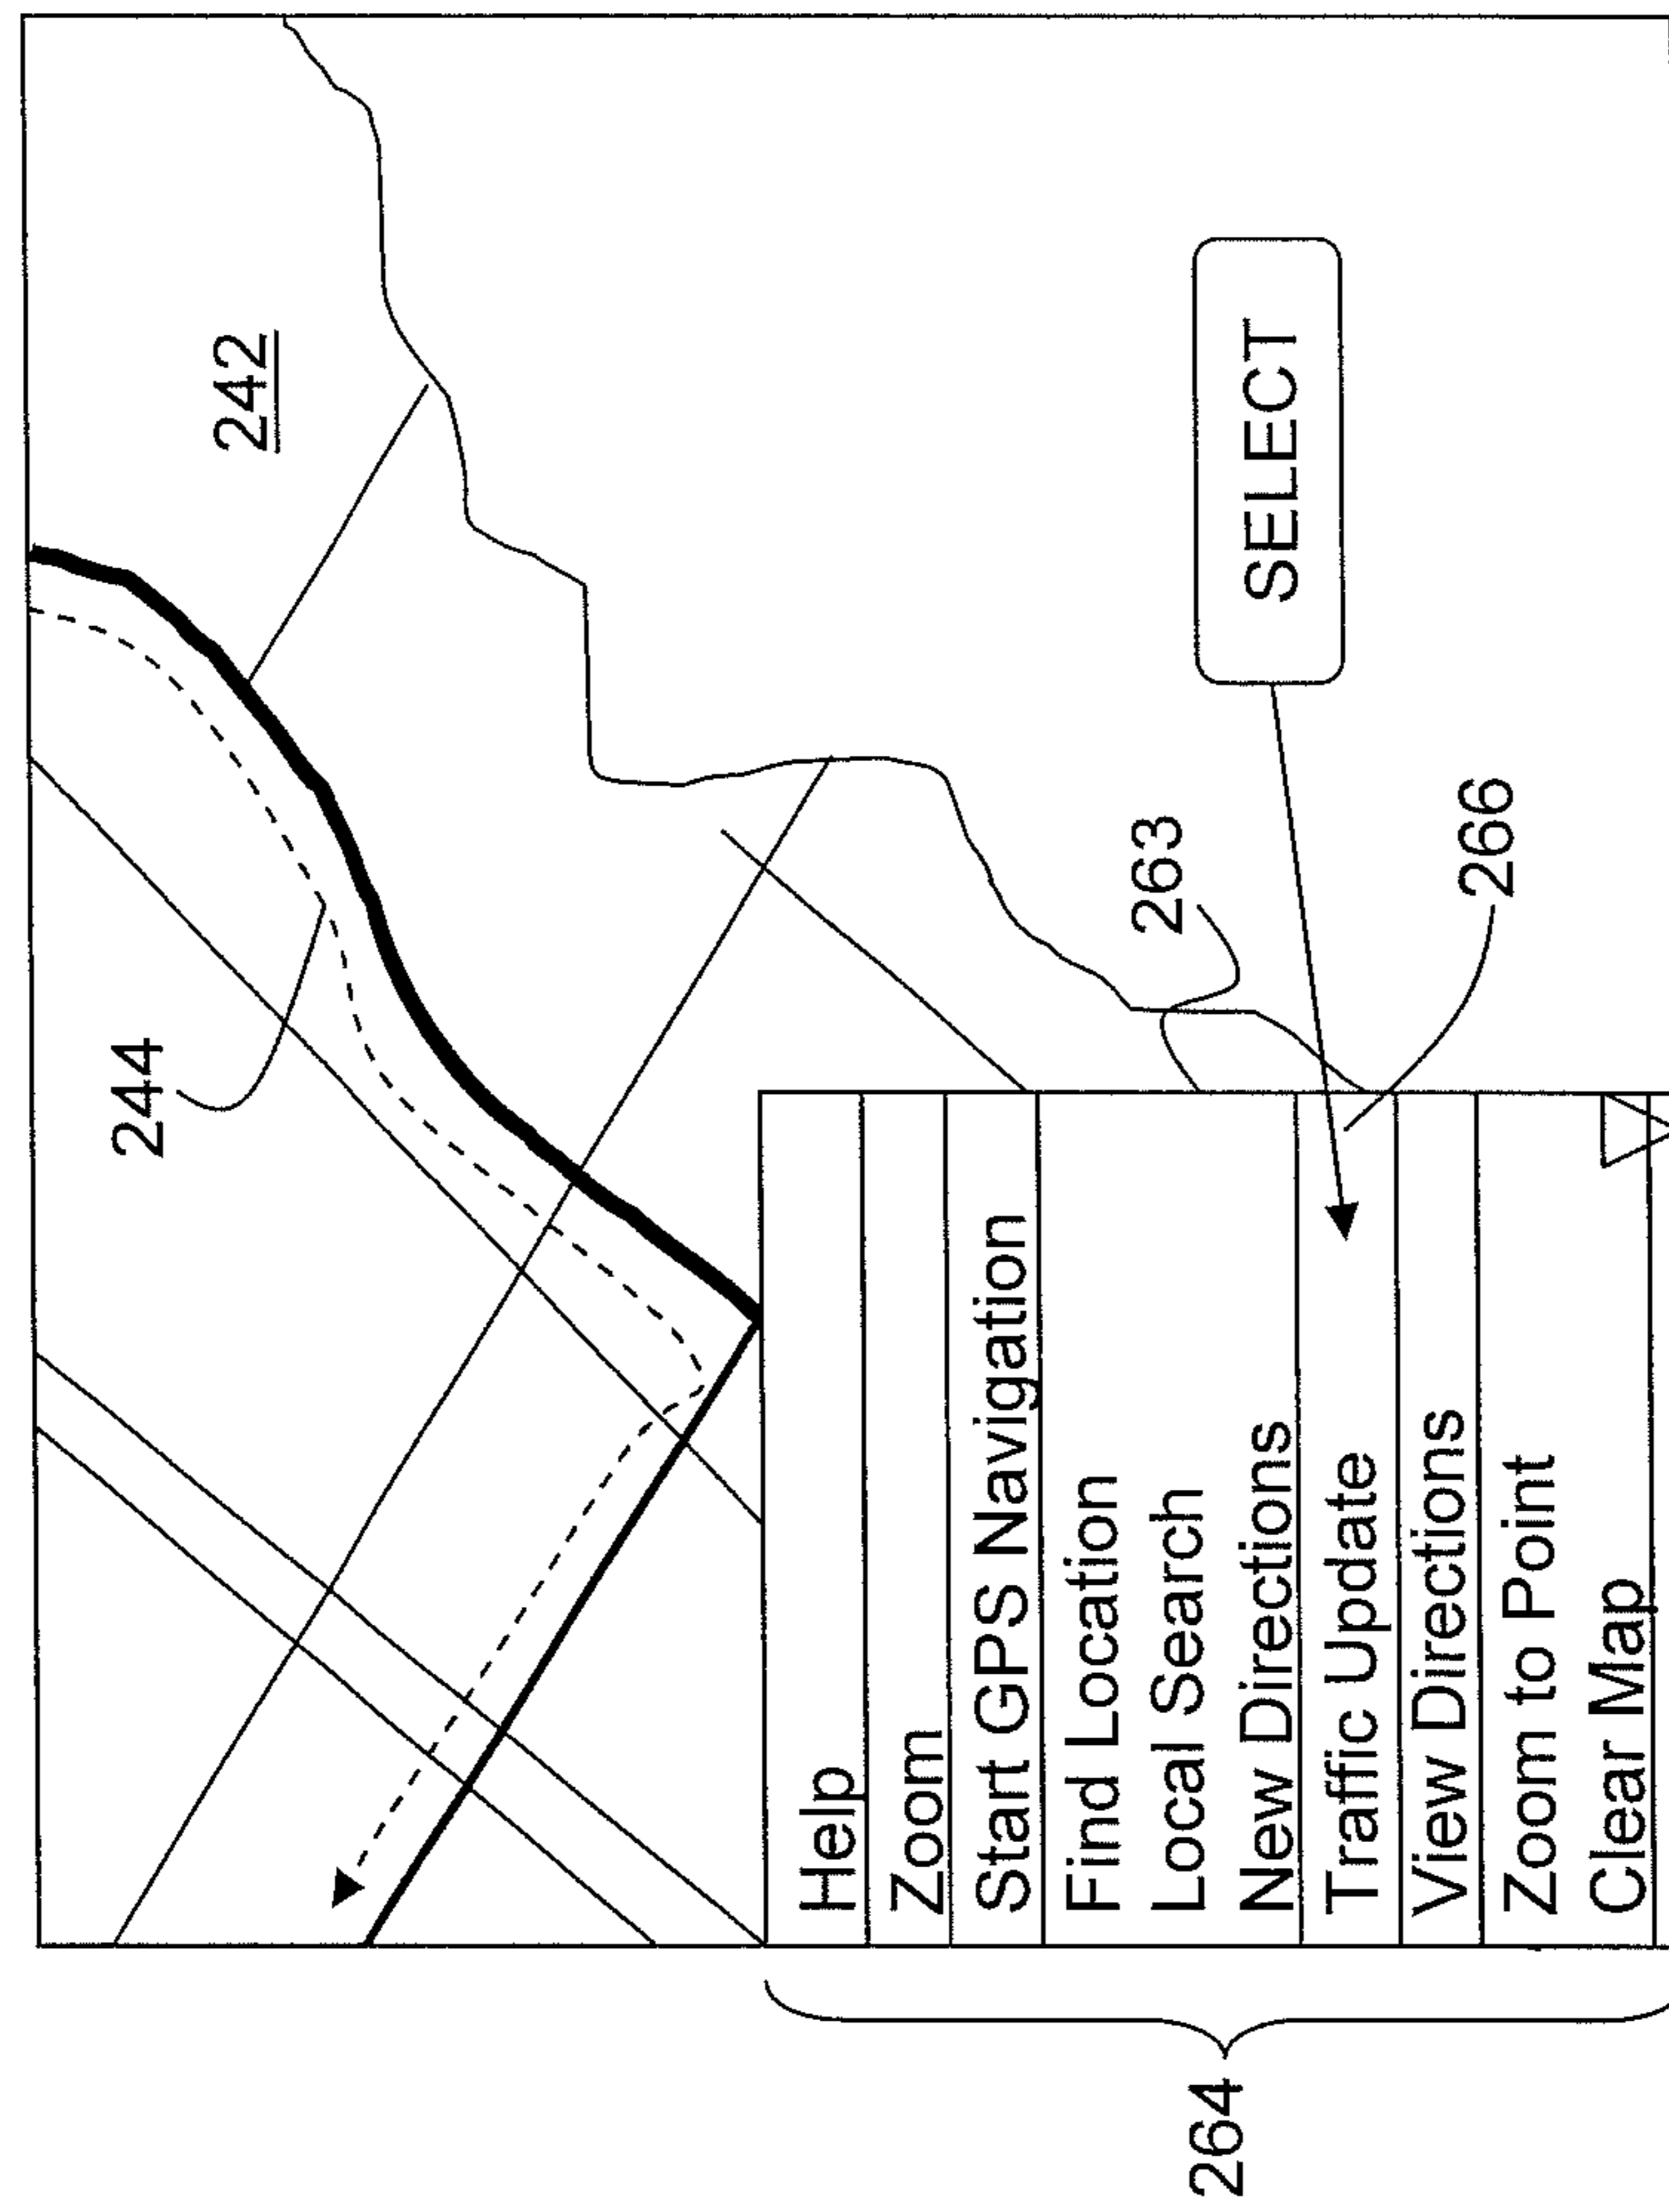 242
244
Help
Zoom
Start GPS Navigation
Find Location
263
Local Search
New Directions
SELECT
Traffic Update
View Directions
266
Zoom to Point
Clear Map
264